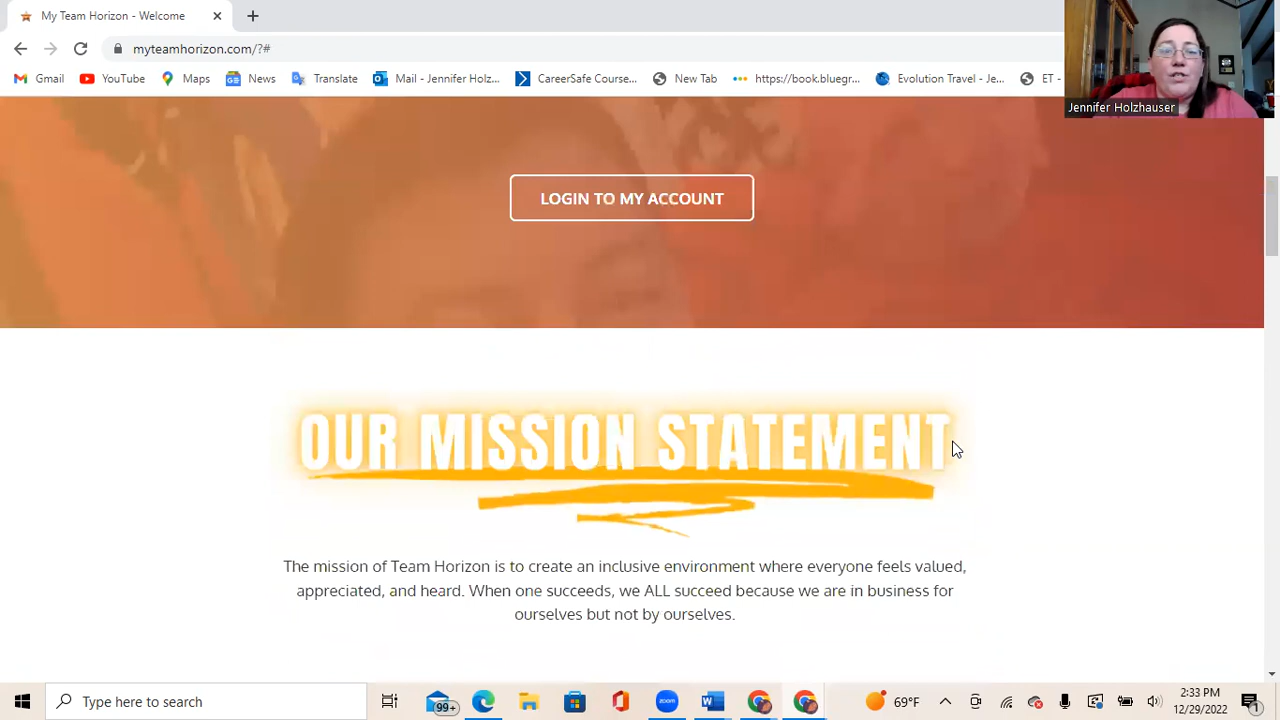 My Team Horizon - Welcome
myteamhorizon.com/?#
Gmail
YouTube
Maps
News
Translate
Mail - Jennifer Holz...
CareerSafe Course...
New Tab
https://book.bluegr...
Evolution Travel - Je...
ET -
Jennifer Holzhauser
LOGIN TO MY ACCOUNT
OUR MISSION STATEMENT
The mission of Team Horizon is to create an inclusive environment where everyone feels valued,
appreciated, and heard. When one succeeds, we ALL succeed because we are in business for
ourselves but not by ourselves.
Type here to search
99+
zoom
69°F
2:33 PM
12/29/2022
1